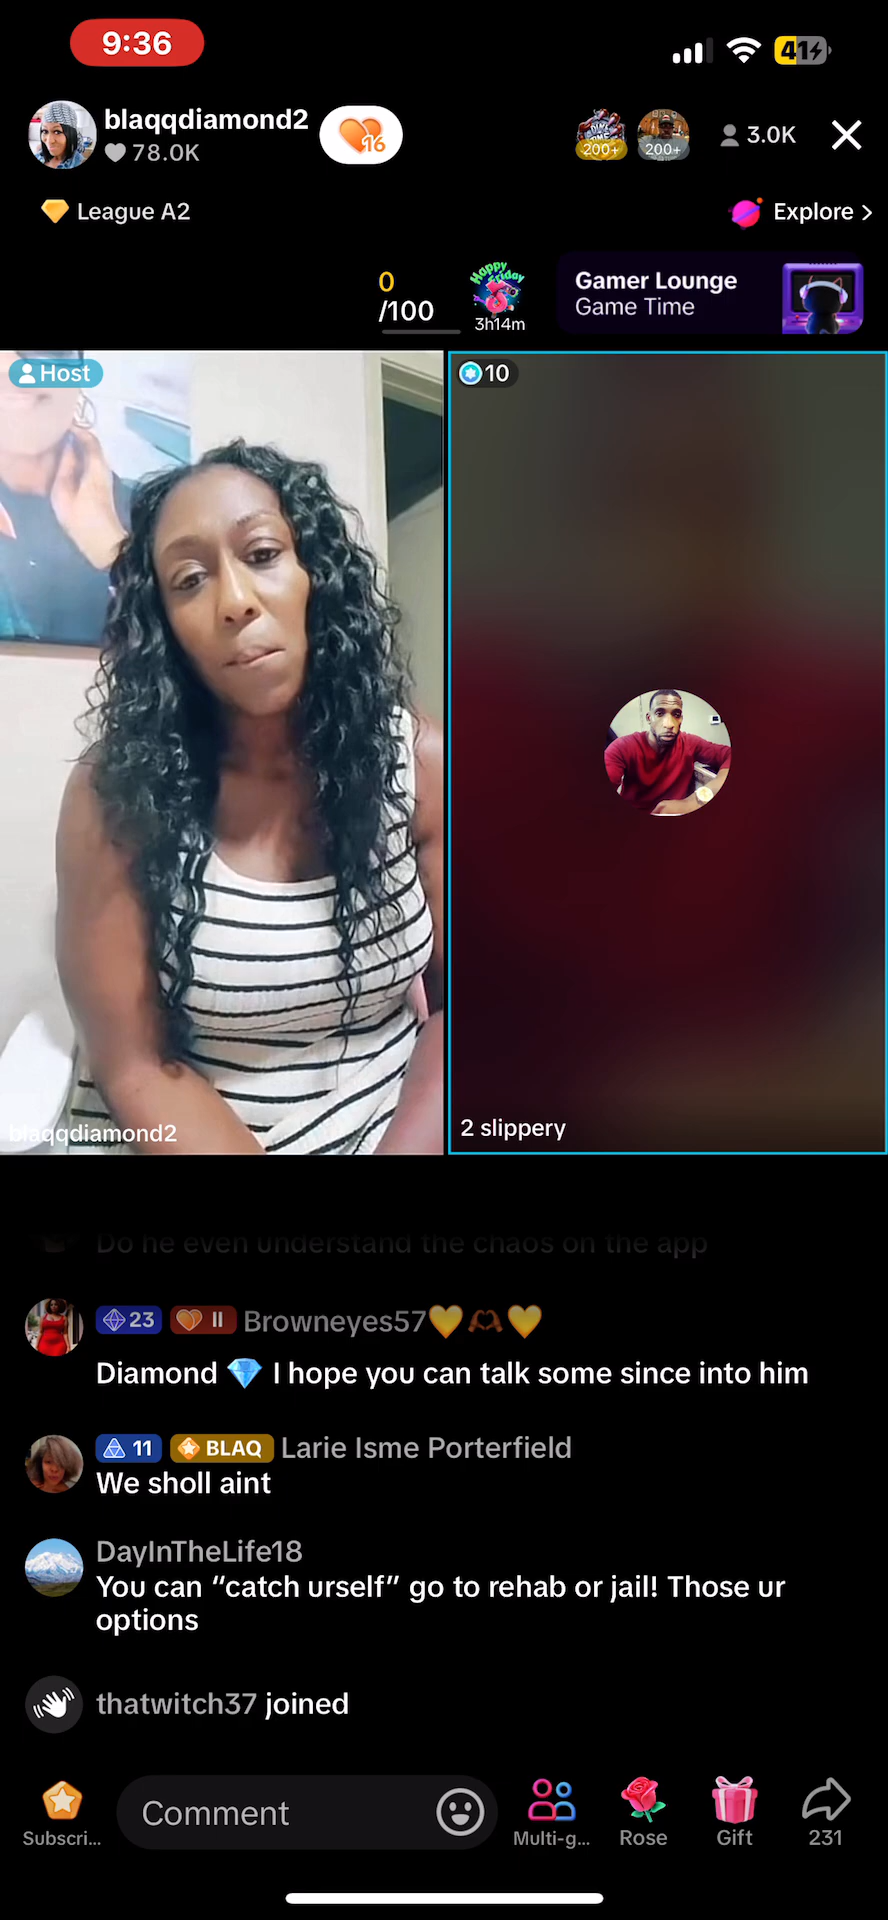 9:36
41
blaqqdiamond2
78.0K
16
200+
200+
3.0K
League A2
Explore >
0
/100
Happy Friday
3h14m
Gamer Lounge
Game Time
Host
10
blaqqdiamond2
2 slippery
Do he even understand the chaos on the app
23 II Browneyes57💛🫶🏾💛
Diamond 💎 I hope you can talk some since into him
11 BLAQ Larie Isme Porterfield
We sholl aint
DayInTheLife18
You can “catch urself” go to rehab or jail! Those ur
options
thatwitch37 joined
Comment
Subscri...
Multi-g...
Rose
Gift
231